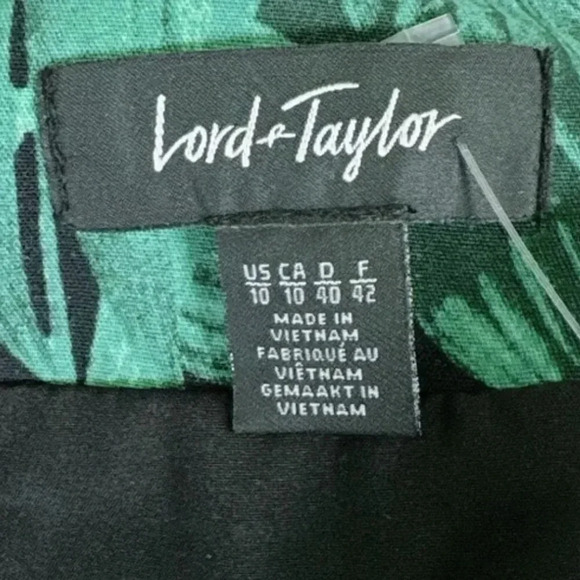 Lord & Taylor
US CA D F
10 10 40 42
MADE IN
VIETNAM
FABRIQUÉ AU
VIÊTNAM
GEMAAKT IN
VIETNAM